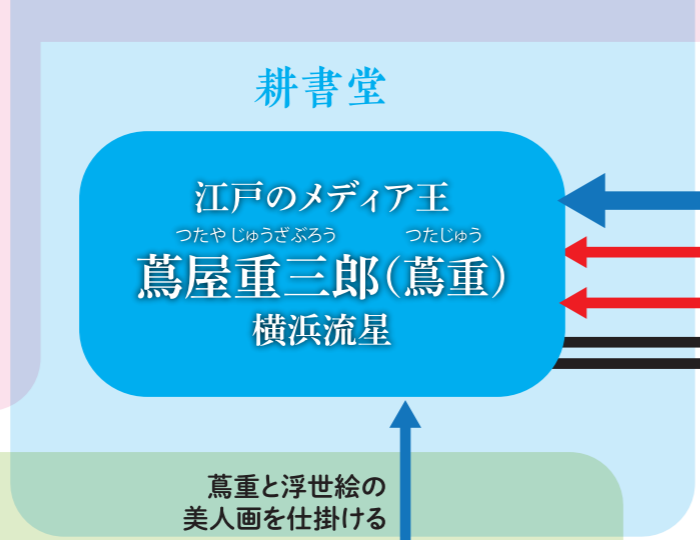 耕書堂
江戸のメディア王
つたや じゅうざぶろう つたじゅう
蔦屋重三郎(蔦重)
横浜流星
蔦重と浮世絵の
美人画を仕掛ける